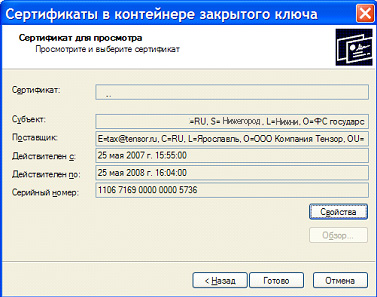 Сертификаты в контейнере закрытого ключа
Сертификат для просмотра
Просмотрите и выберите сертификат
Сертификат:
..
Субъект: =RU, S= Нижегород , L=Нижни, O=ФС государс
Поставщик: E=tax@tensor.ru, C=RU, L=Ярославль, O=ООО Компания Тензор, OU=
Действителен с: 25 мая 2007 г. 15:55:00
Действителен по: 25 мая 2008 г. 16:04:00
Серийный номер: 1106 7169 0000 0000 5736
Свойства
Обзор...
< Назад Готово Отмена